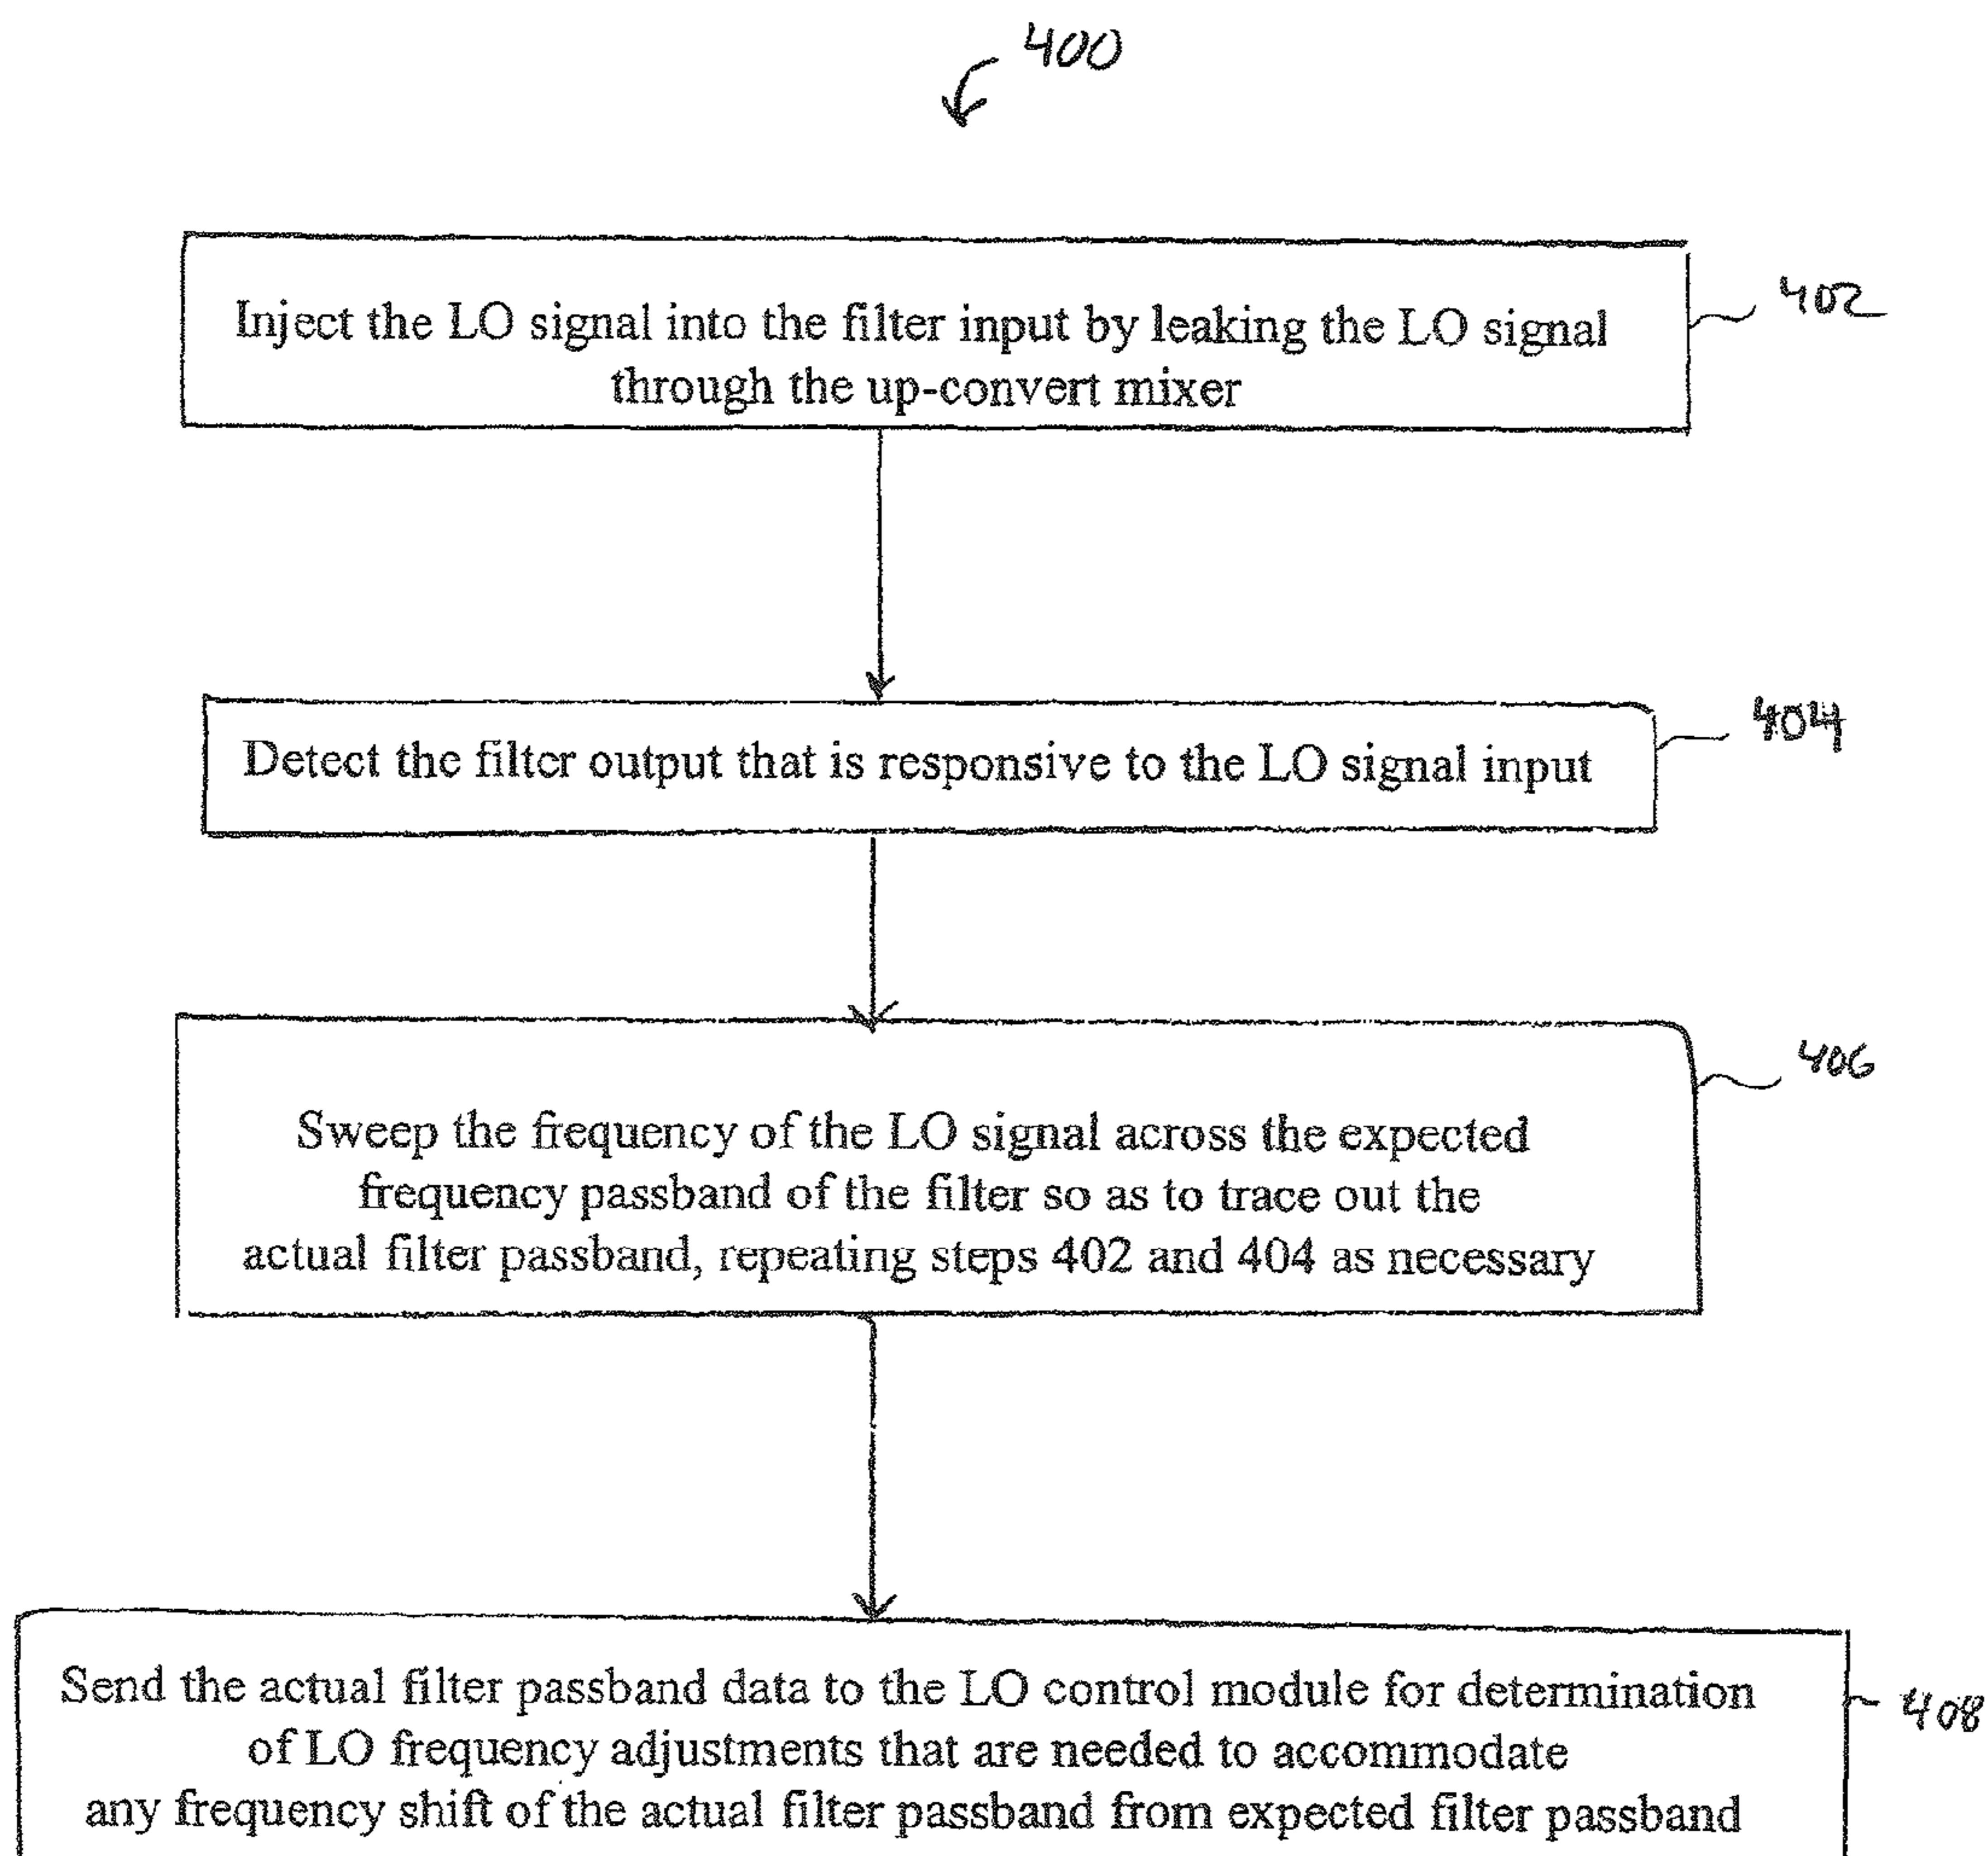 400
Inject the LO signal into the filter input by leaking the LO signal
through the up-convert mixer
402
Detect the filter output that is responsive to the LO signal input
404
Sweep the frequency of the LO signal across the expected
frequency passband of the filter so as to trace out the
actual filter passband, repeating steps 402 and 404 as necessary
406
Send the actual filter passband data to the LO control module for determination
of LO frequency adjustments that are needed to accommodate
any frequency shift of the actual filter passband from expected filter passband
408